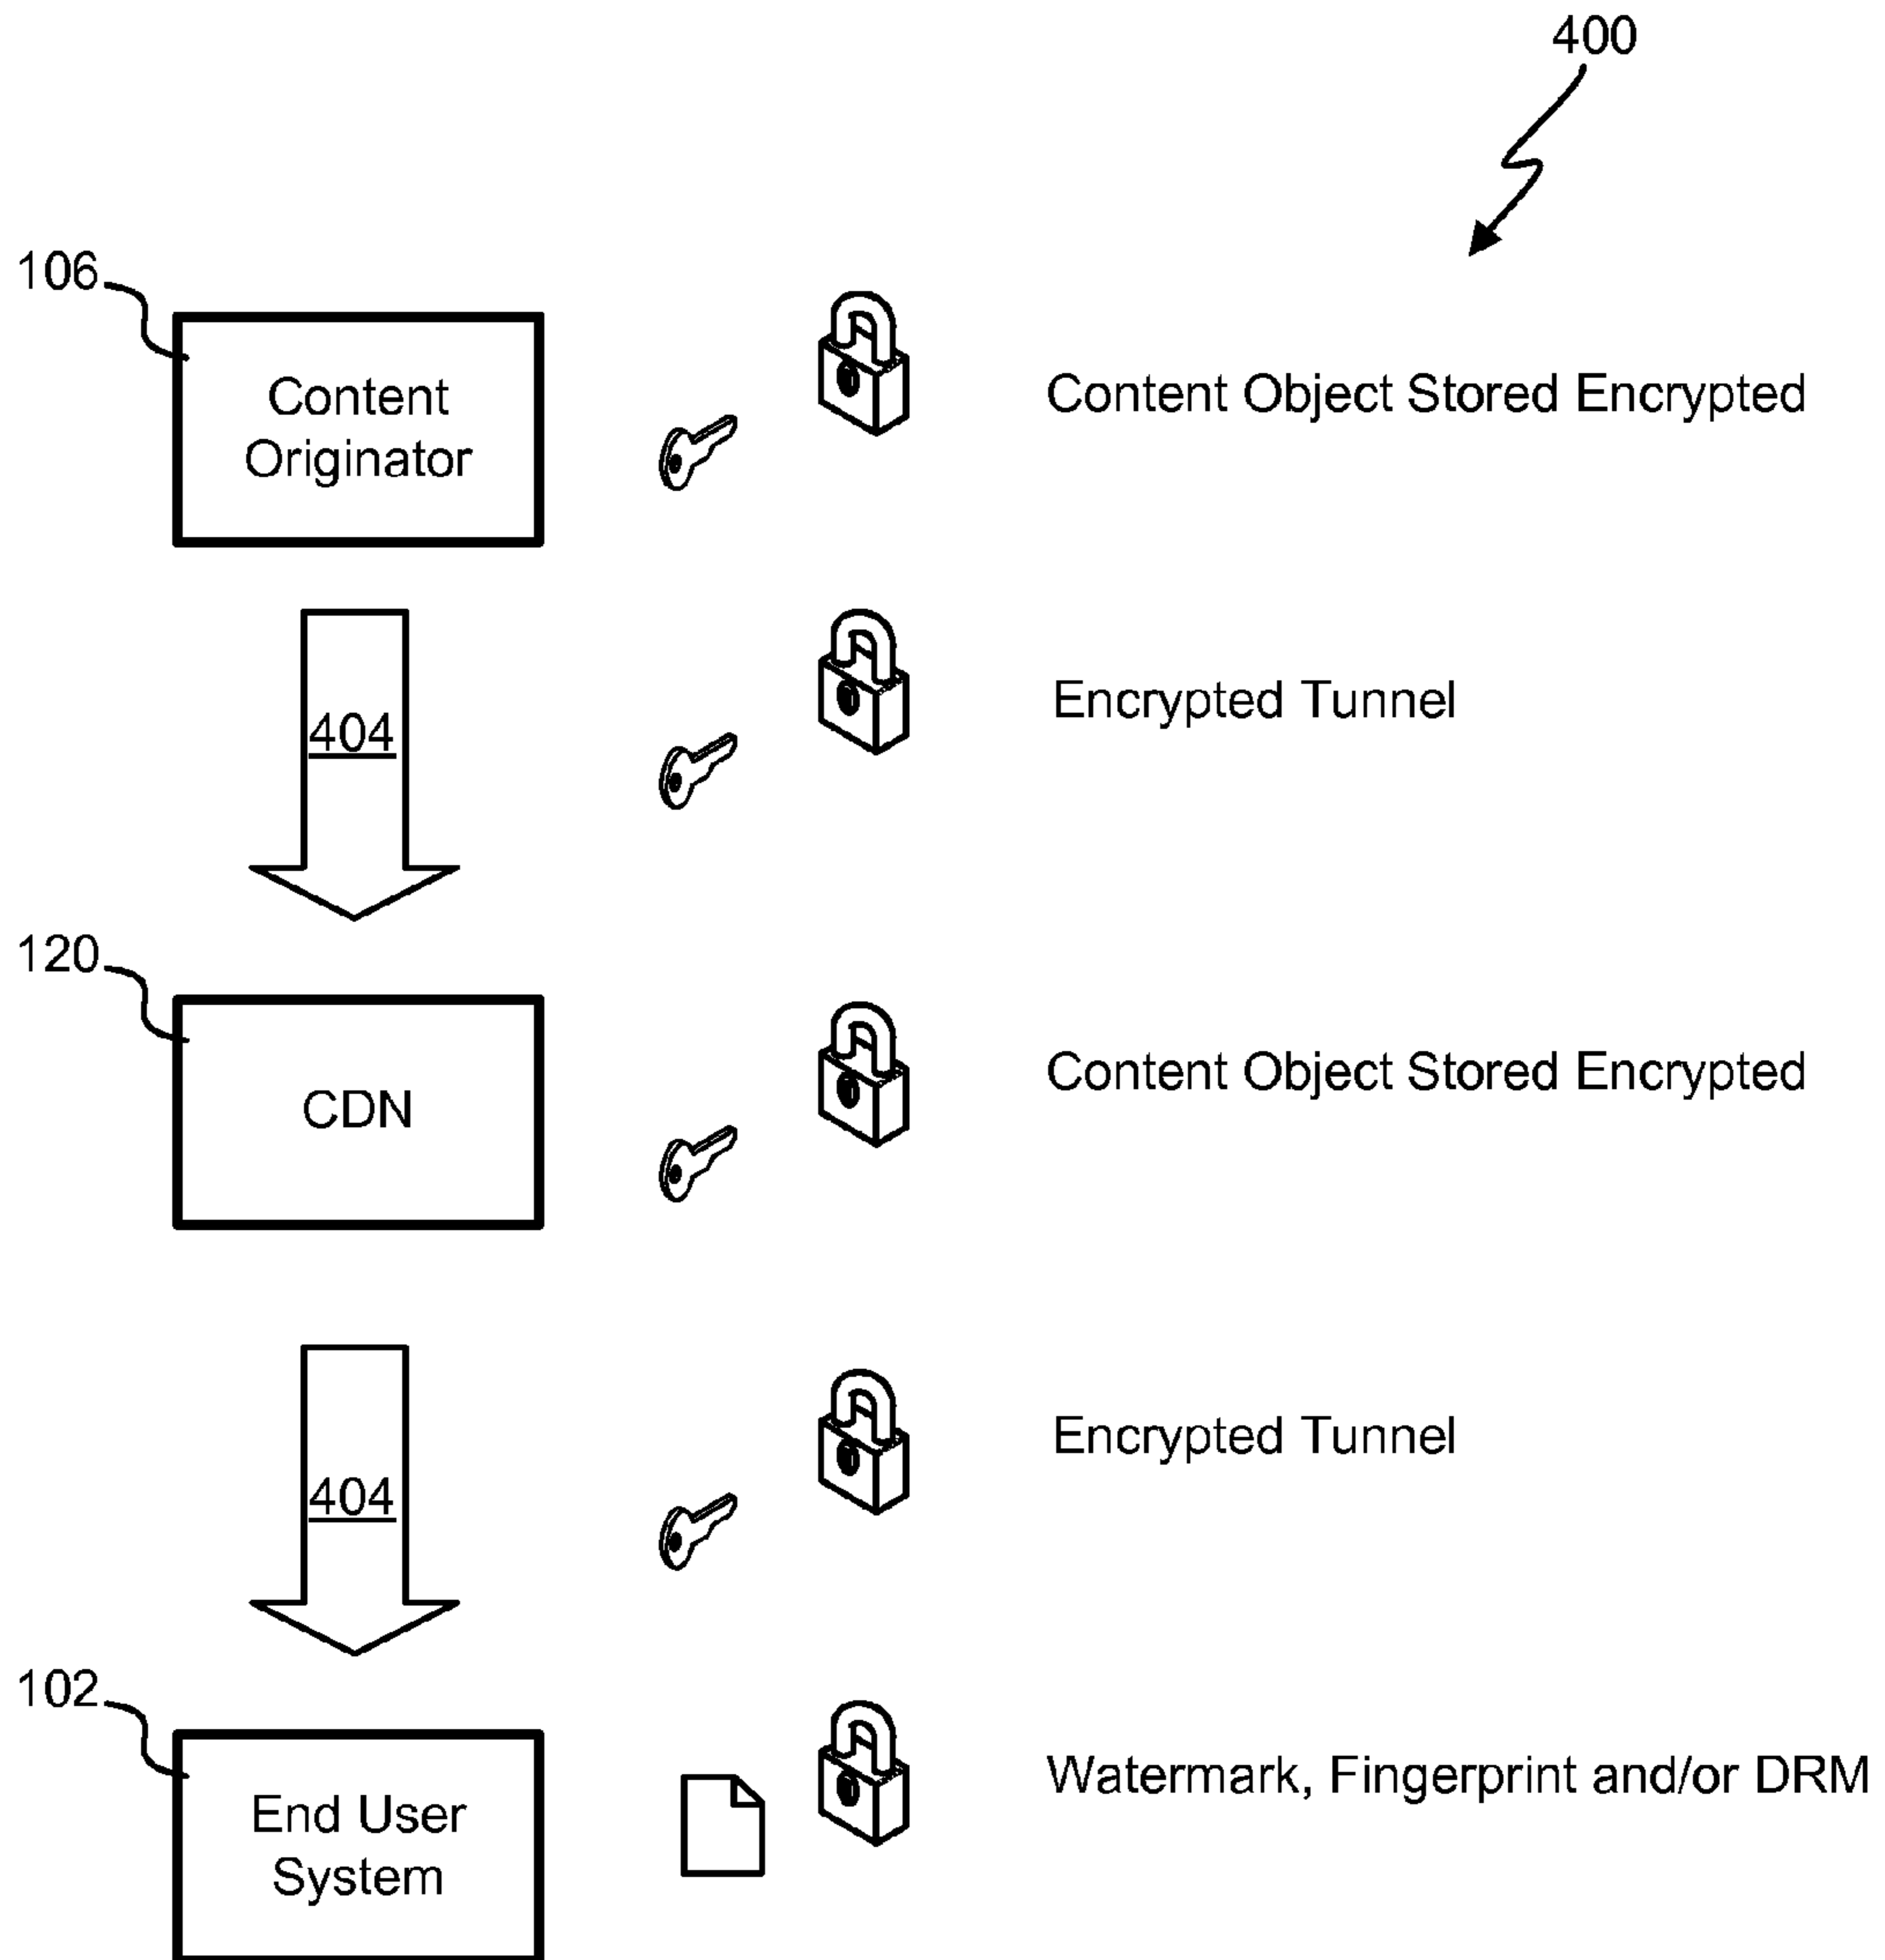 400
106
Content
Originator
Content Object Stored Encrypted
404
Encrypted Tunnel
120
CDN
Content Object Stored Encrypted
404
Encrypted Tunnel
102
End User
System
Watermark, Fingerprint and/or DRM